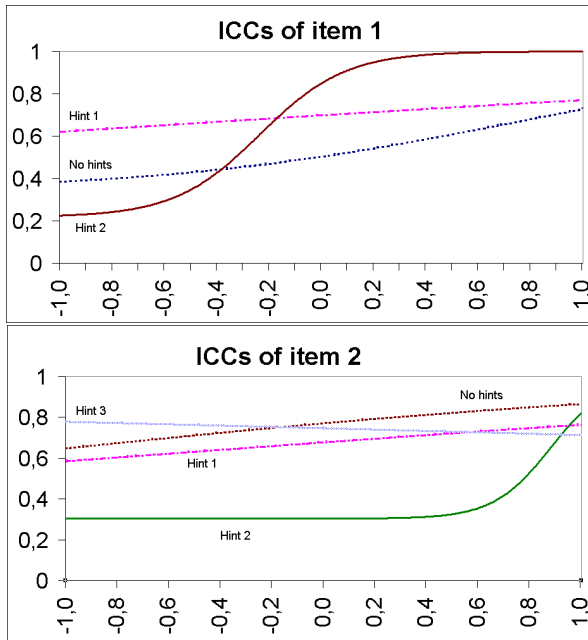 ICCs of item 1
1
0,8
Hint 1
0,6
No hints
0,4
0,2
Hint 2
0
-1,0 -0,8 -0,6 -0,4 -0,2 0,0 0,2 0,4 0,6 0,8 1,0
ICCs of item 2
1
No hints
Hint 3
0,8
Hint 1
0,6
0,4
Hint 2
0,2
0
-1,0 -0,8 -0,6 -0,4 -0,2 0,0 0,2 0,4 0,6 0,8 1,0